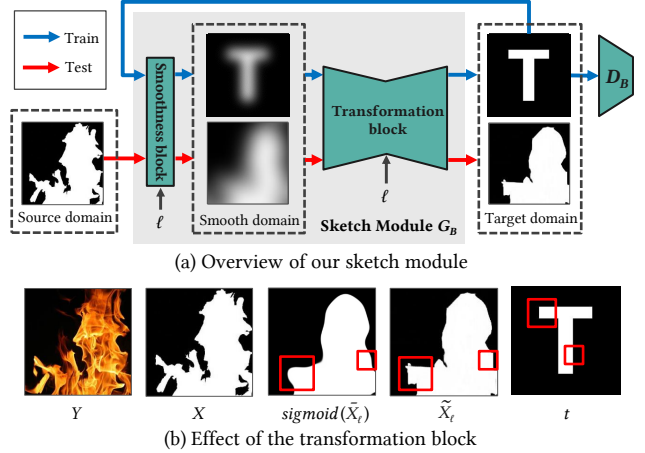 Train
Test
Smoothness block
ℓ
T
Smooth domain
Transformation
block
ℓ
Sketch Module G_B
T
D_B
Source domain
Target domain
(a) Overview of our sketch module
T
Y
X
sigmoid(X̄_ℓ)
X̃_ℓ
t
(b) Effect of the transformation block